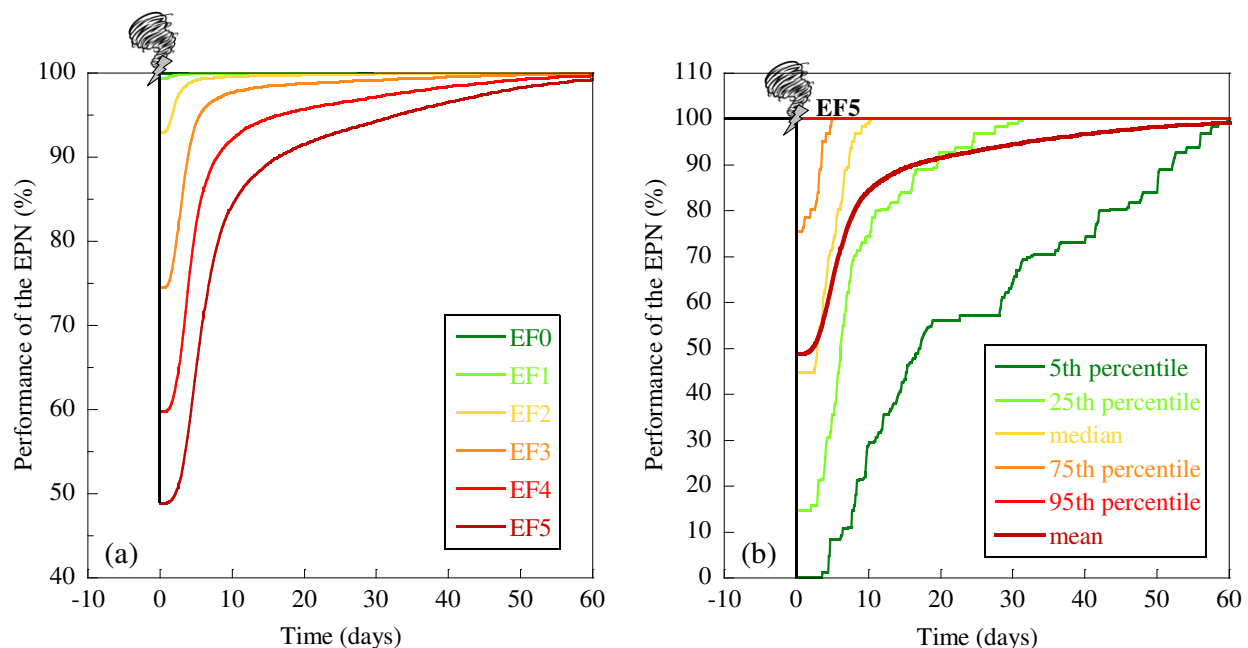 100
90
80
70
60
50
40
-10
0
10
20
30
40
50
60
Performance of the EPN (%)
Time (days)
EF0
EF1
EF2
EF3
EF4
EF5
(a)
110
100
90
80
70
60
50
40
30
20
10
0
-10
0
10
20
30
40
50
60
Performance of the EPN (%)
Time (days)
EF5
5th percentile
25th percentile
median
75th percentile
95th percentile
mean
(b)